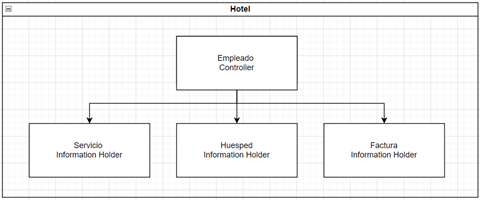 Hotel
Empleado
Controller
Servicio
Information Holder
Huesped
Information Holder
Factura
Information Holder